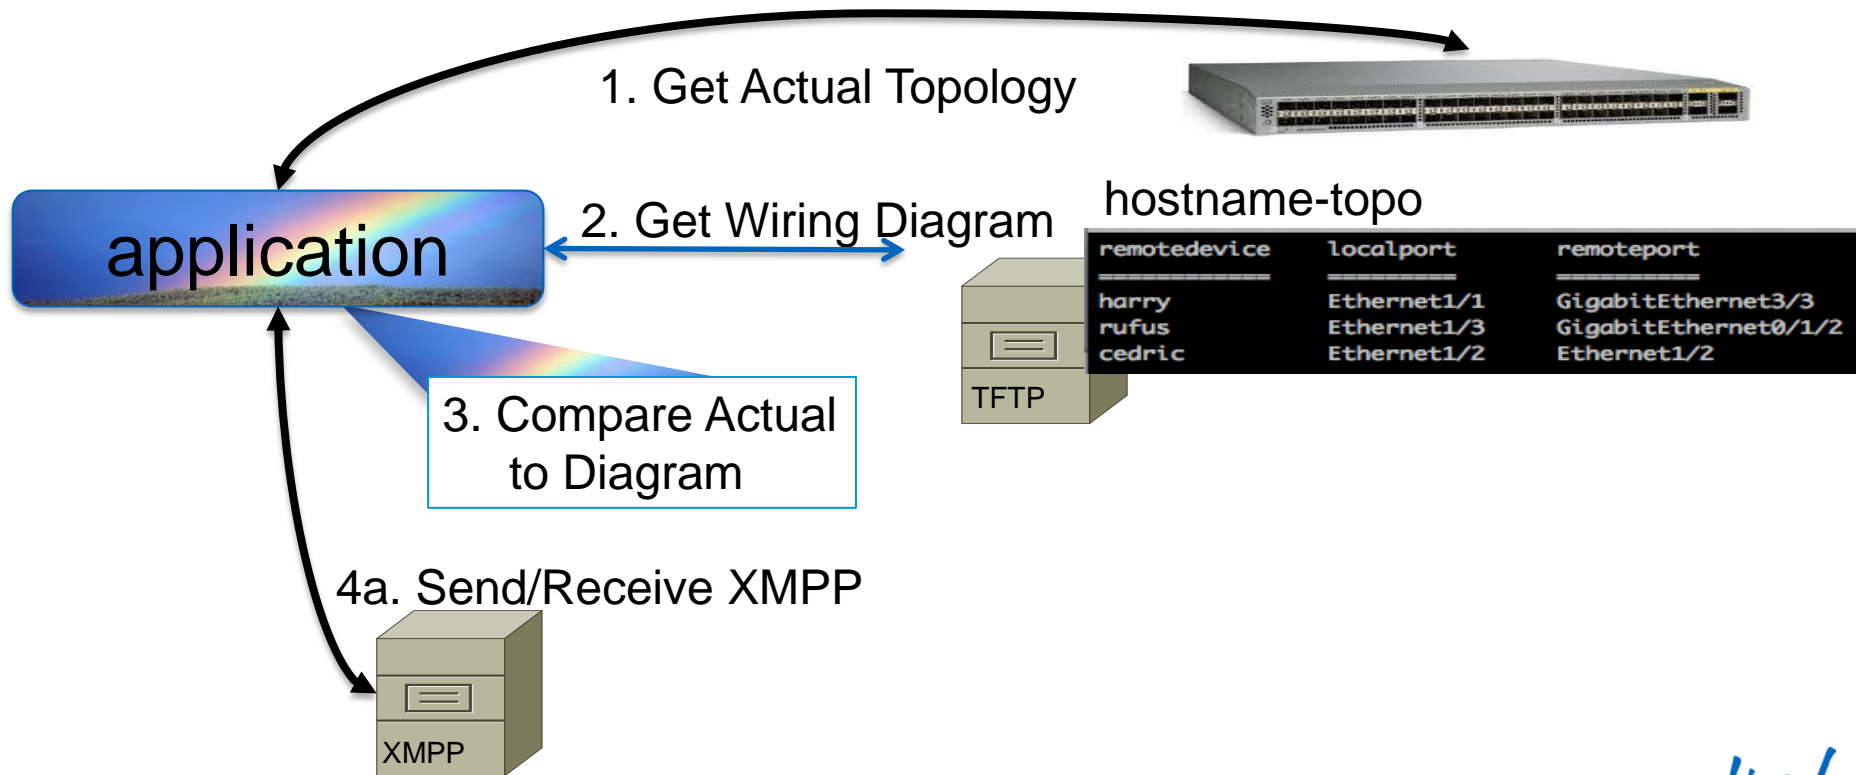 1. Get Actual Topology
application
2. Get Wiring Diagram
hostname-topo
remotedevice localport remoteport
============= ========= ==========
harry Ethernet1/1 GigabitEthernet3/3
rufus Ethernet1/3 GigabitEthernet0/1/2
cedric Ethernet1/2 Ethernet1/2
TFTP
3. Compare Actual
to Diagram
4a. Send/Receive XMPP
XMPP